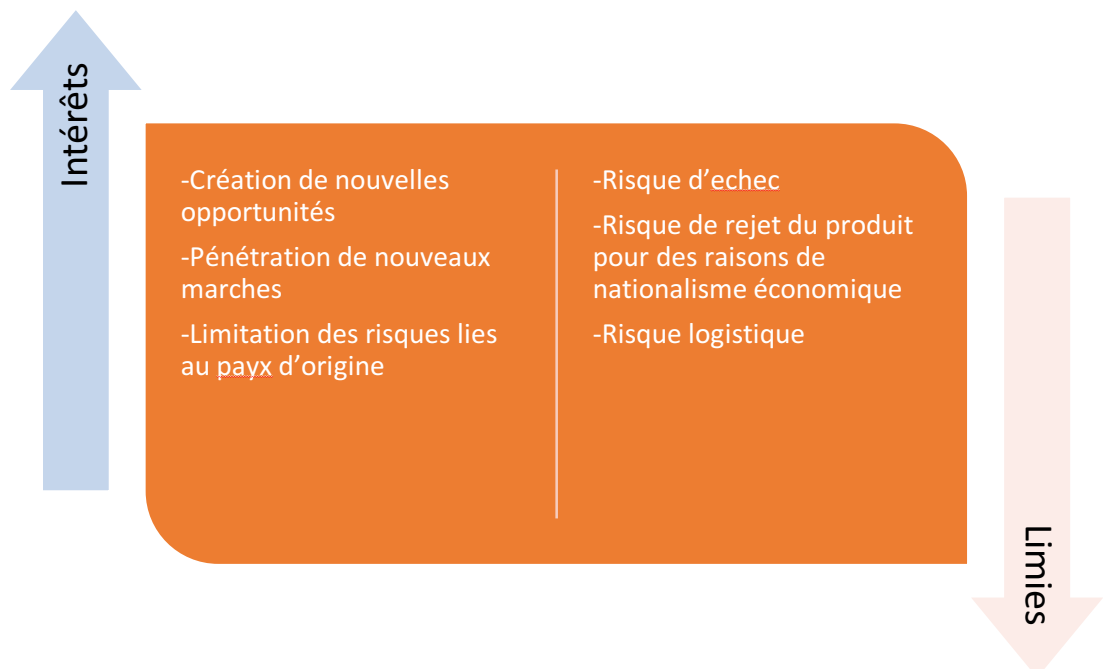 Intérêts
-Création de nouvelles
opportunités
-Pénétration de nouveaux
marches
-Limitation des risques lies
au payx d’origine
-Risque d’echec
-Risque de rejet du produit
pour des raisons de
nationalisme économique
-Risque logistique
Limies